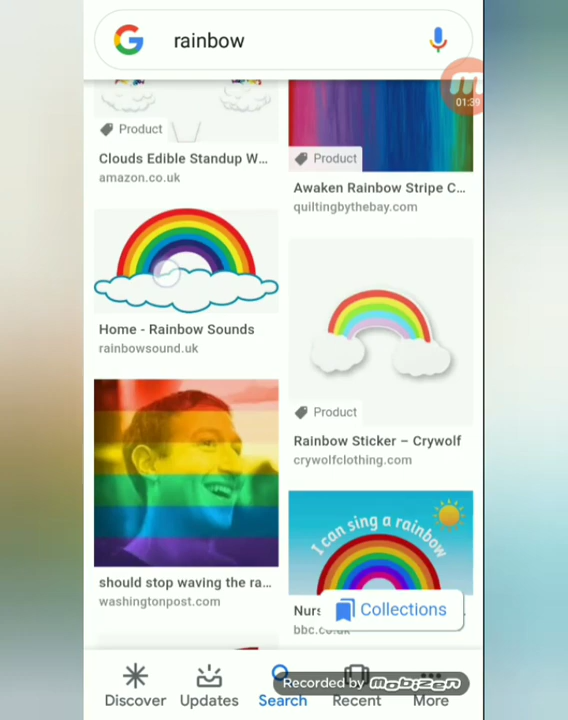 rainbow
01:39
Product
Clouds Edible Standup W...
amazon.co.uk
Product
Awaken Rainbow Stripe C...
quiltingbythebay.com
Home - Rainbow Sounds
rainbowsound.uk
Product
Rainbow Sticker – Crywolf
crywolfclothing.com
should stop waving the ra...
washingtonpost.com
I can sing a rainbow
Collections
bbc.co.uk
Recorded by mobizen
Discover
Updates
Search
Recent
More